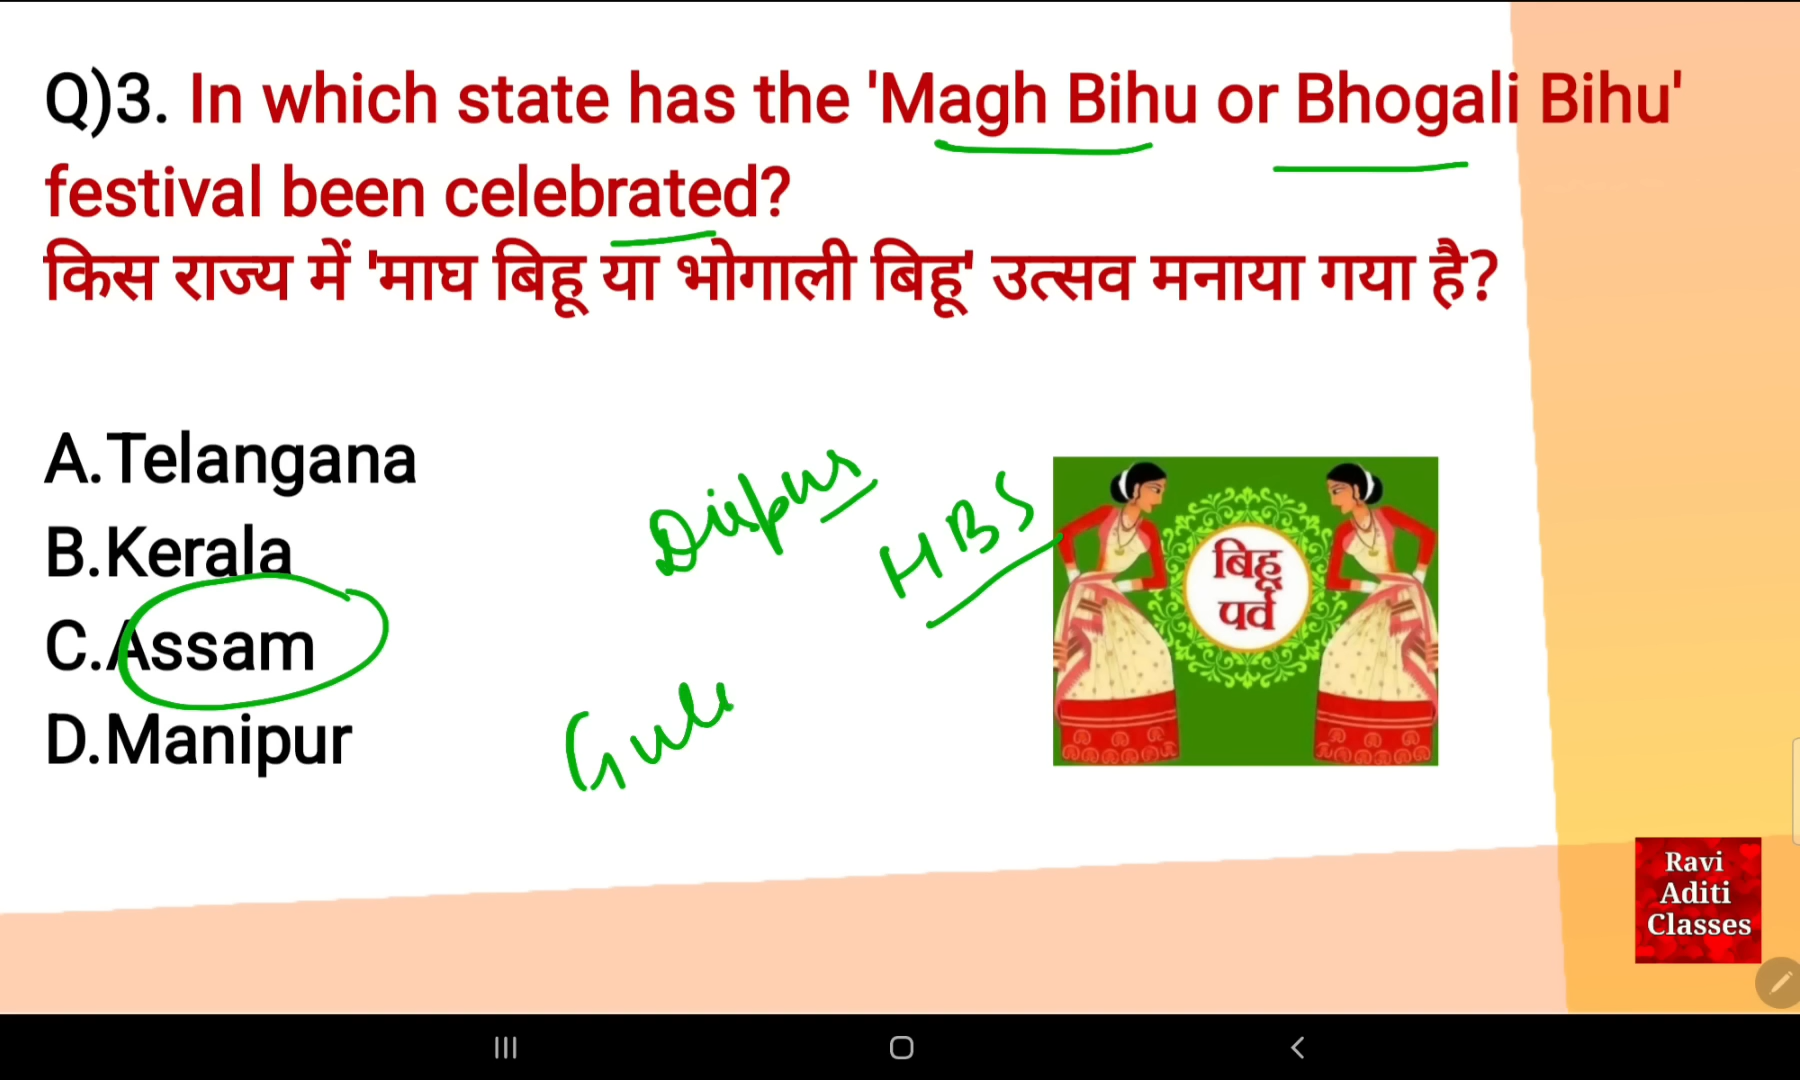 Q)3. In which state has the 'Magh Bihu or Bhogali Bihu'
festival been celebrated?
किस राज्य में 'माघ बिहू या भोगाली बिहू' उत्सव मनाया गया है?
A.Telangana
B.Kerala
C.Assam
D.Manipur
Dispur
HBS
बिहू
पर्व
Ravi
Aditi
Classes